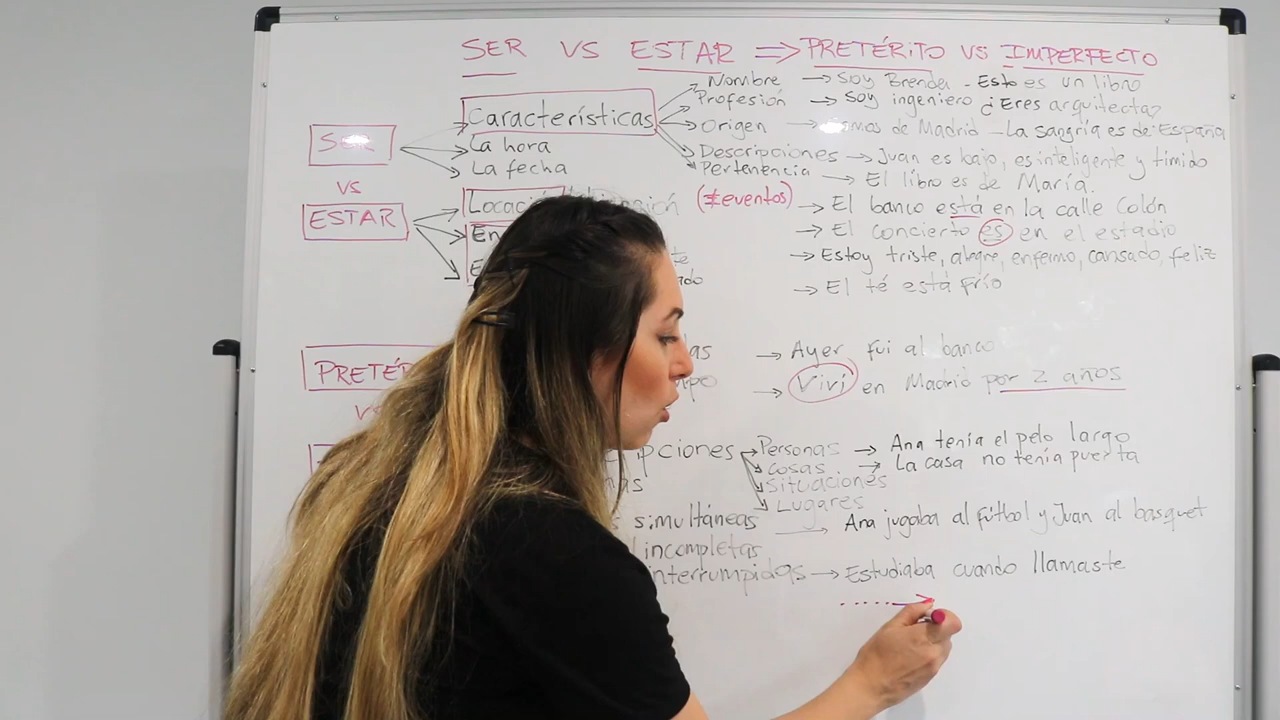 SER VS ESTAR ⇒ PRETÉRITO VS IMPERFECTO
Nombre → Soy Brenda - Esto es un libro
Profesión → Soy ingeniero ¿Eres arquitecta?
Características
Origen → Somos de Madrid - La sangría es de España
SER
La hora
Descripciones → Juan es bajo, es inteligente y tímido
La fecha
Pertenencia → El libro es de María.
VS
Locación (≠ eventos) → El banco está en la calle Colón
ESTAR
→ El concierto es en el estadio
→ Estoy triste, alegre, enfermo, cansado, feliz
→ El té está frío
→ Ayer fui al banco
→ Viví en Madrid por 2 años
VS
Personas → Ana tenía el pelo largo
Cosas → La casa no tenía puerta
Situaciones
Lugares
simultáneas → Ana jugaba al fútbol y Juan al basquet
incompletas
interrumpidas → Estudiaba cuando llamaste